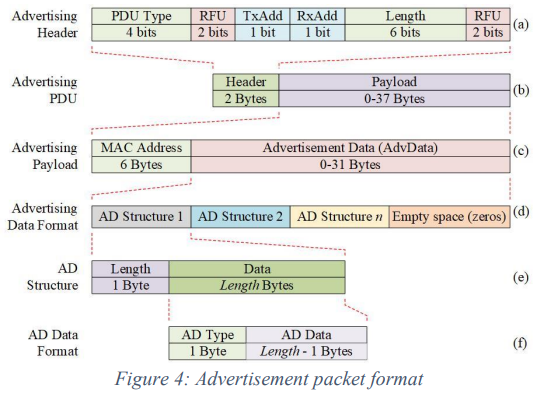 Advertising Header PDU Type RFU TxAdd RxAdd Length RFU (a)
4 bits 2 bits 1 bit 1 bit 6 bits 2 bits
Advertising PDU Header Payload (b)
2 Bytes 0-37 Bytes
Advertising Payload MAC Address Advertisement Data (AdvData) (c)
6 Bytes 0-31 Bytes
Advertising Data Format AD Structure 1 AD Structure 2 AD Structure n Empty space (zeros) (d)
AD Structure Length Data (e)
1 Byte Length Bytes
AD Data Format AD Type AD Data (f)
1 Byte Length - 1 Bytes
Figure 4: Advertisement packet format